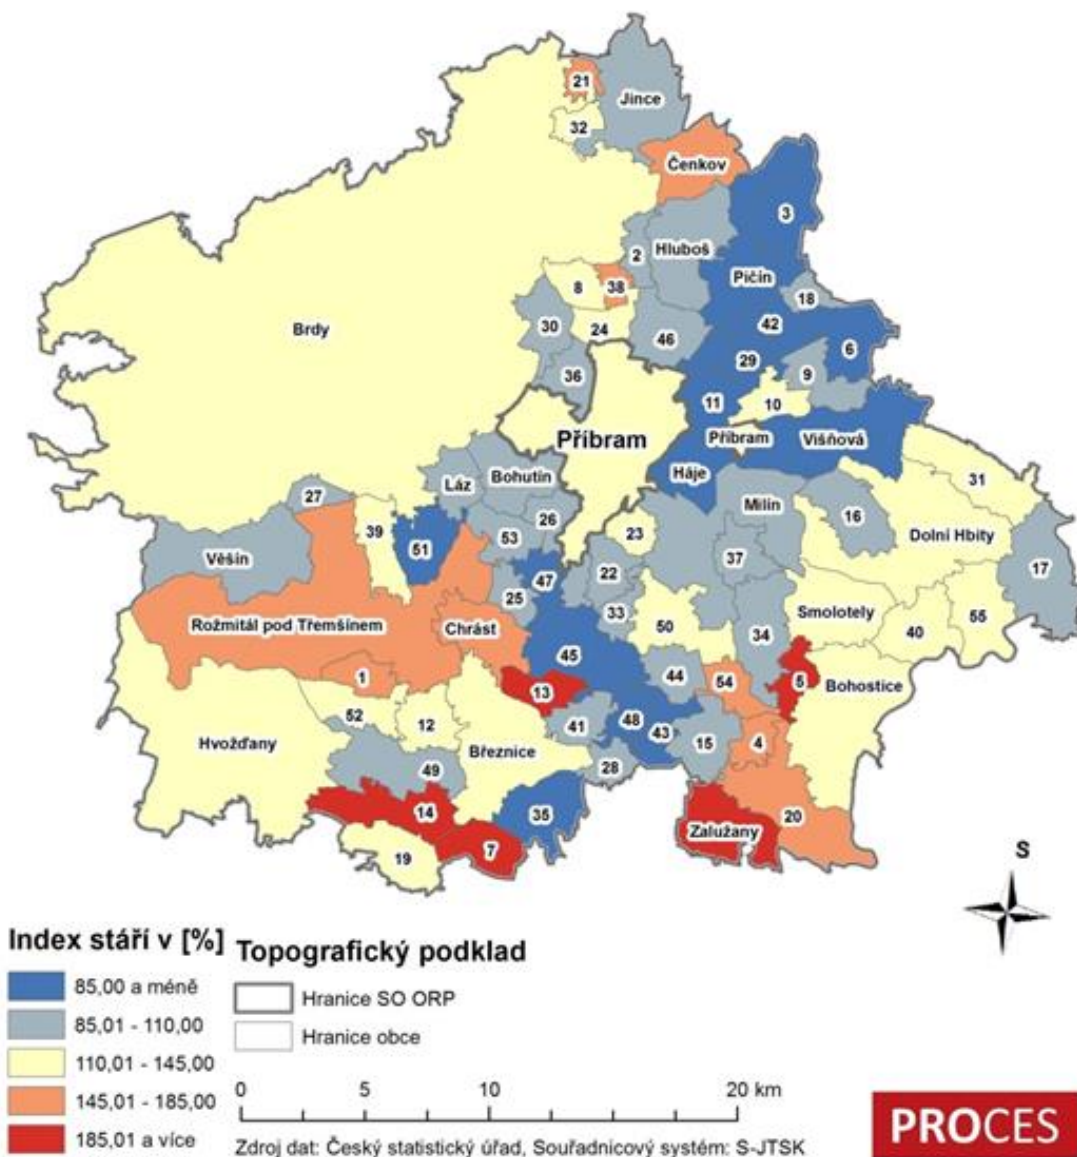 21
Jince
32
Čenkov
3
2
Hluboš
Pičín
8
38
18
Brdy
30
24
42
46
6
29
9
36
11
10
Příbram
Příbram
Višňová
Háje
Láz
Bohutín
31
27
Milín
16
39
26
23
Dolní Hbity
53
51
Věšín
37
17
47
22
25
33
Smolotely
55
Rožmitál pod Třemšínem
Chrást
50
34
40
45
1
13
44
54
5
Bohostice
52
12
48
41
43
15
4
Hvožďany
Březnice
28
49
14
35
20
Zalužany
7
19
S
Index stáří v [%]
85,00 a méně
85,01 - 110,00
110,01 - 145,00
145,01 - 185,00
185,01 a více
Topografický podklad
Hranice SO ORP
Hranice obce
0 5 10 20 km
Zdroj dat: Český statistický úřad, Souřadnicový systém: S-JTSK
PROCES